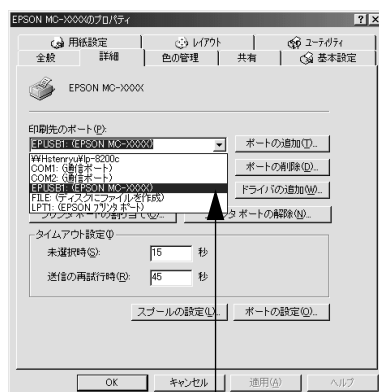 EPSON MC-XXXXのプロパティ
用紙設定 レイアウト ユーティリティ
全般 詳細 色の管理 共有 基本設定
EPSON MC-XXXX
印刷先のポート(P):
EPUSB1: (EPSON MC-XXXX) ポートの追加(T)...
¥¥Hstenryu¥lp-8200c
COM1: (通信ポート) ポートの削除(D)...
COM2: (通信ポート)
EPUSB1: (EPSON MC-XXXX) ドライバの追加(W)...
FILE: (ディスクにファイルを作成)
LPT1: (EPSON プリンタ ポート)
プリンタ ポートの割り当て(C)... タ ポートの解除(N)...
タイムアウト設定
未選択時(S): 15 秒
送信の再試行時(R): 45 秒
スプールの設定(L)... ポートの設定(O)...
OK キャンセル 適用(A) ヘルプ